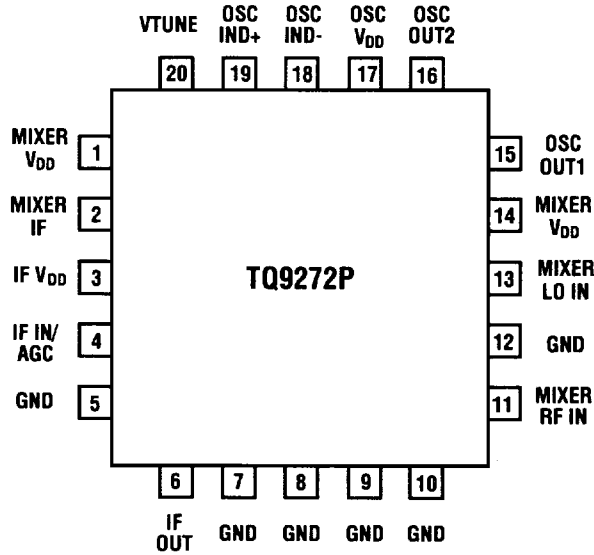 VTUNE
OSC
IND+
OSC
IND-
OSC
VDD
OSC
OUT2
20 19 18 17 16
MIXER
VDD
1
MIXER
IF
2
IF VDD
3
IF IN/
AGC
4
GND
5
TQ9272P
15
OSC
OUT1
14
MIXER
VDD
13
MIXER
LO IN
12
GND
11
MIXER
RF IN
6 7 8 9 10
IF
OUT
GND GND GND GND